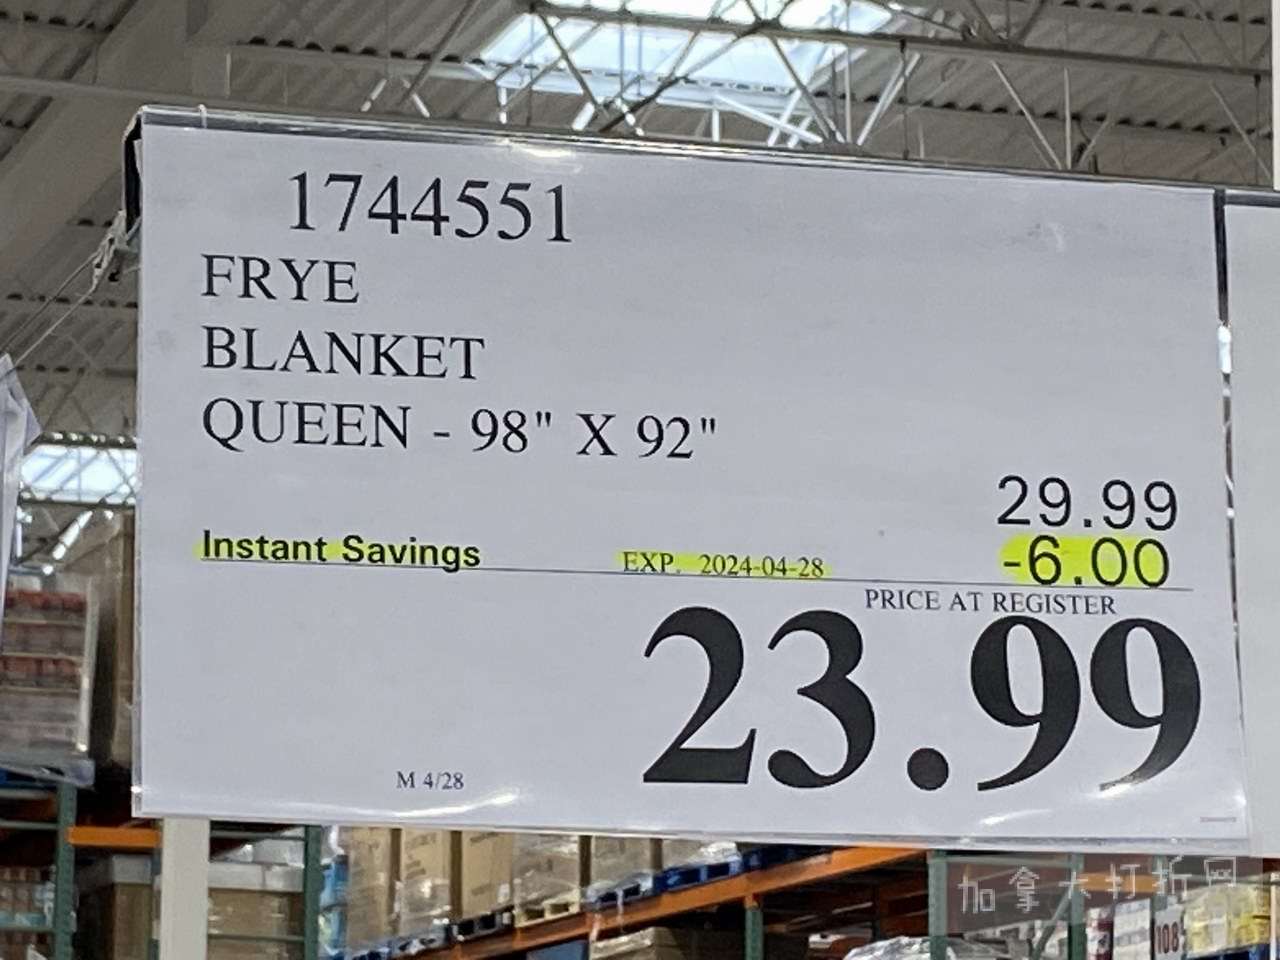 1744551
FRYE
BLANKET
QUEEN - 98" X 92"
29.99
Instant Savings EXP. 2024-04-28 -6.00
PRICE AT REGISTER
23.99
M 4/28
加拿大打折网
108